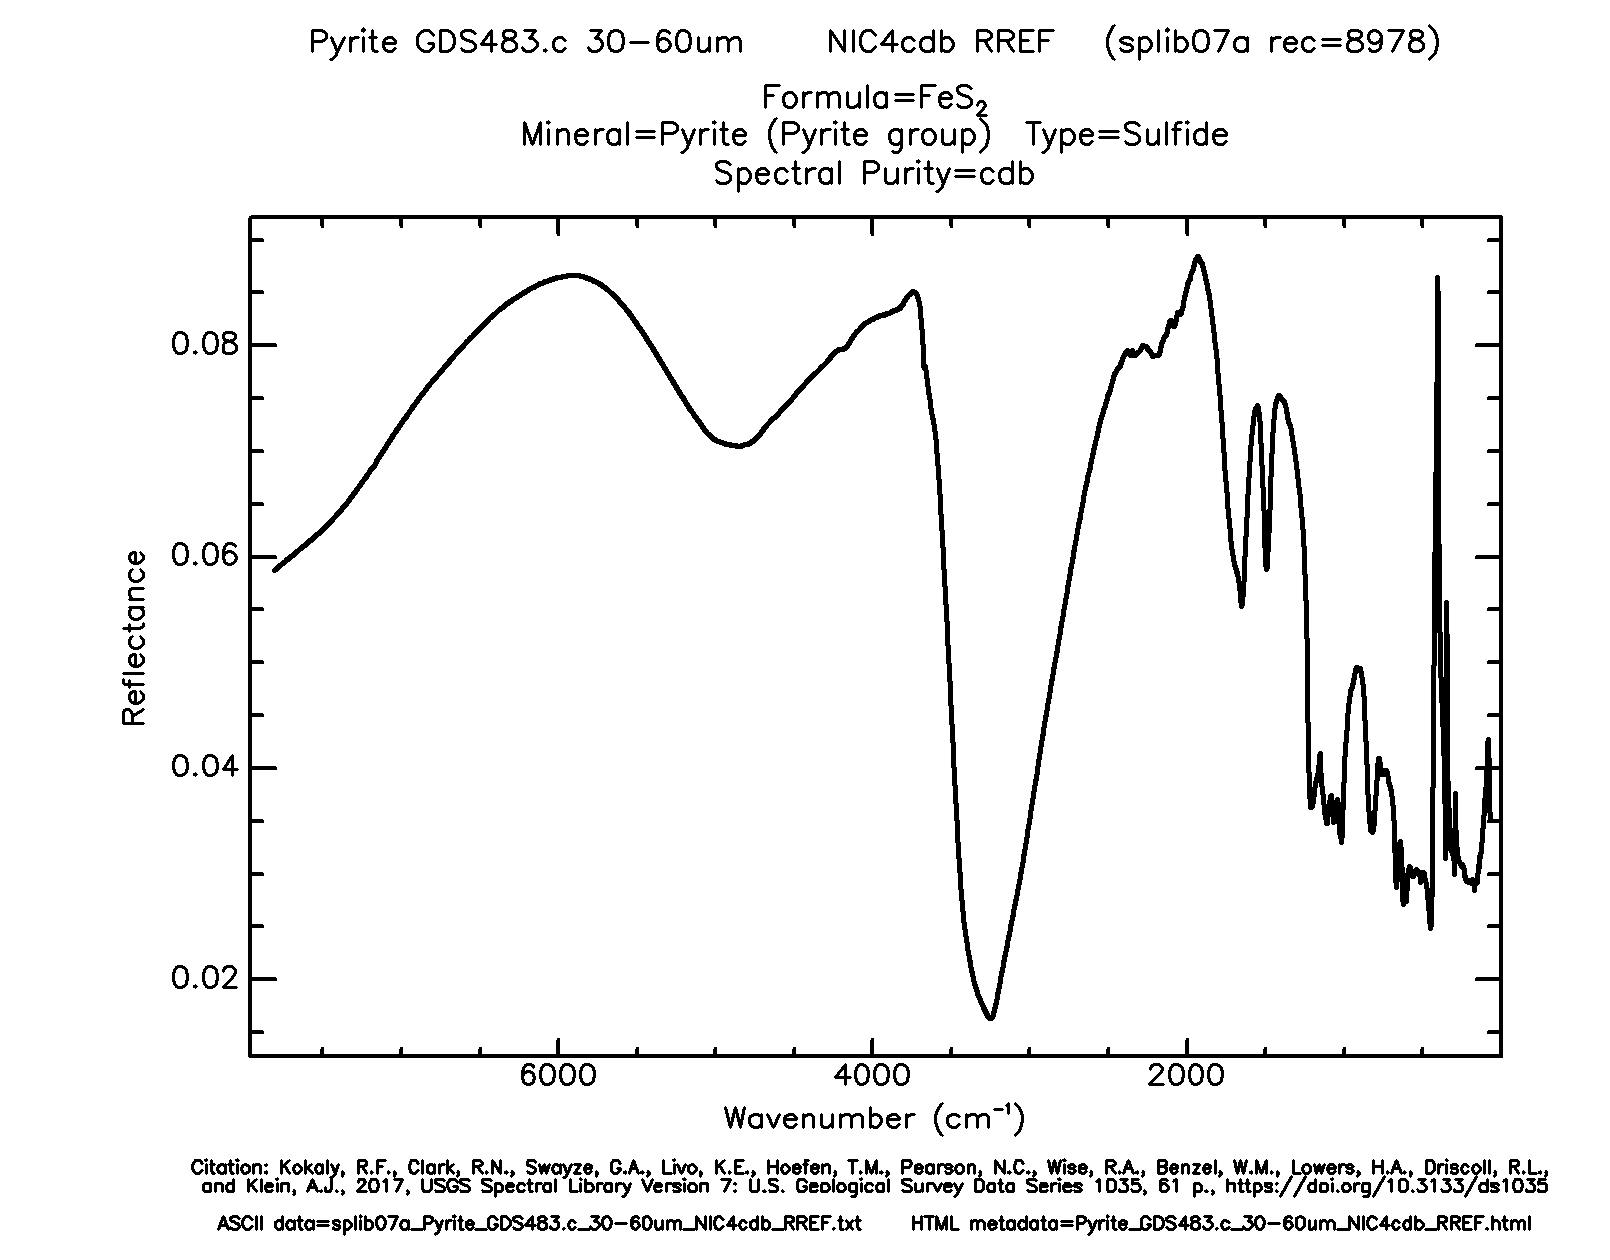 Pyrite GDS483.c 30-60um NIC4cdb RREF (splib07a rec=8978)
Formula=FeS2
Mineral=Pyrite (Pyrite group) Type=Sulfide
Spectral Purity=cdb
0.08
0.06
0.04
0.02
Reflectance
6000 4000 2000
Wavenumber (cm⁻¹)
Citation: Kokaly, R.F., Clark, R.N., Swayze, G.A., Livo, K.E., Hoefen, T.M., Pearson, N.C., Wise, R.A., Benzel, W.M., Lowers, H.A., Driscoll, R.L.,
and Klein, A.J., 2017, USGS Spectral Library Version 7: U.S. Geological Survey Data Series 1035, 61 p., https://doi.org/10.3133/ds1035
ASCII data=splib07a_Pyrite_GDS483.c_30-60um_NIC4cdb_RREF.txt HTML metadata=Pyrite_GDS483.c_30-60um_NIC4cdb_RREF.html